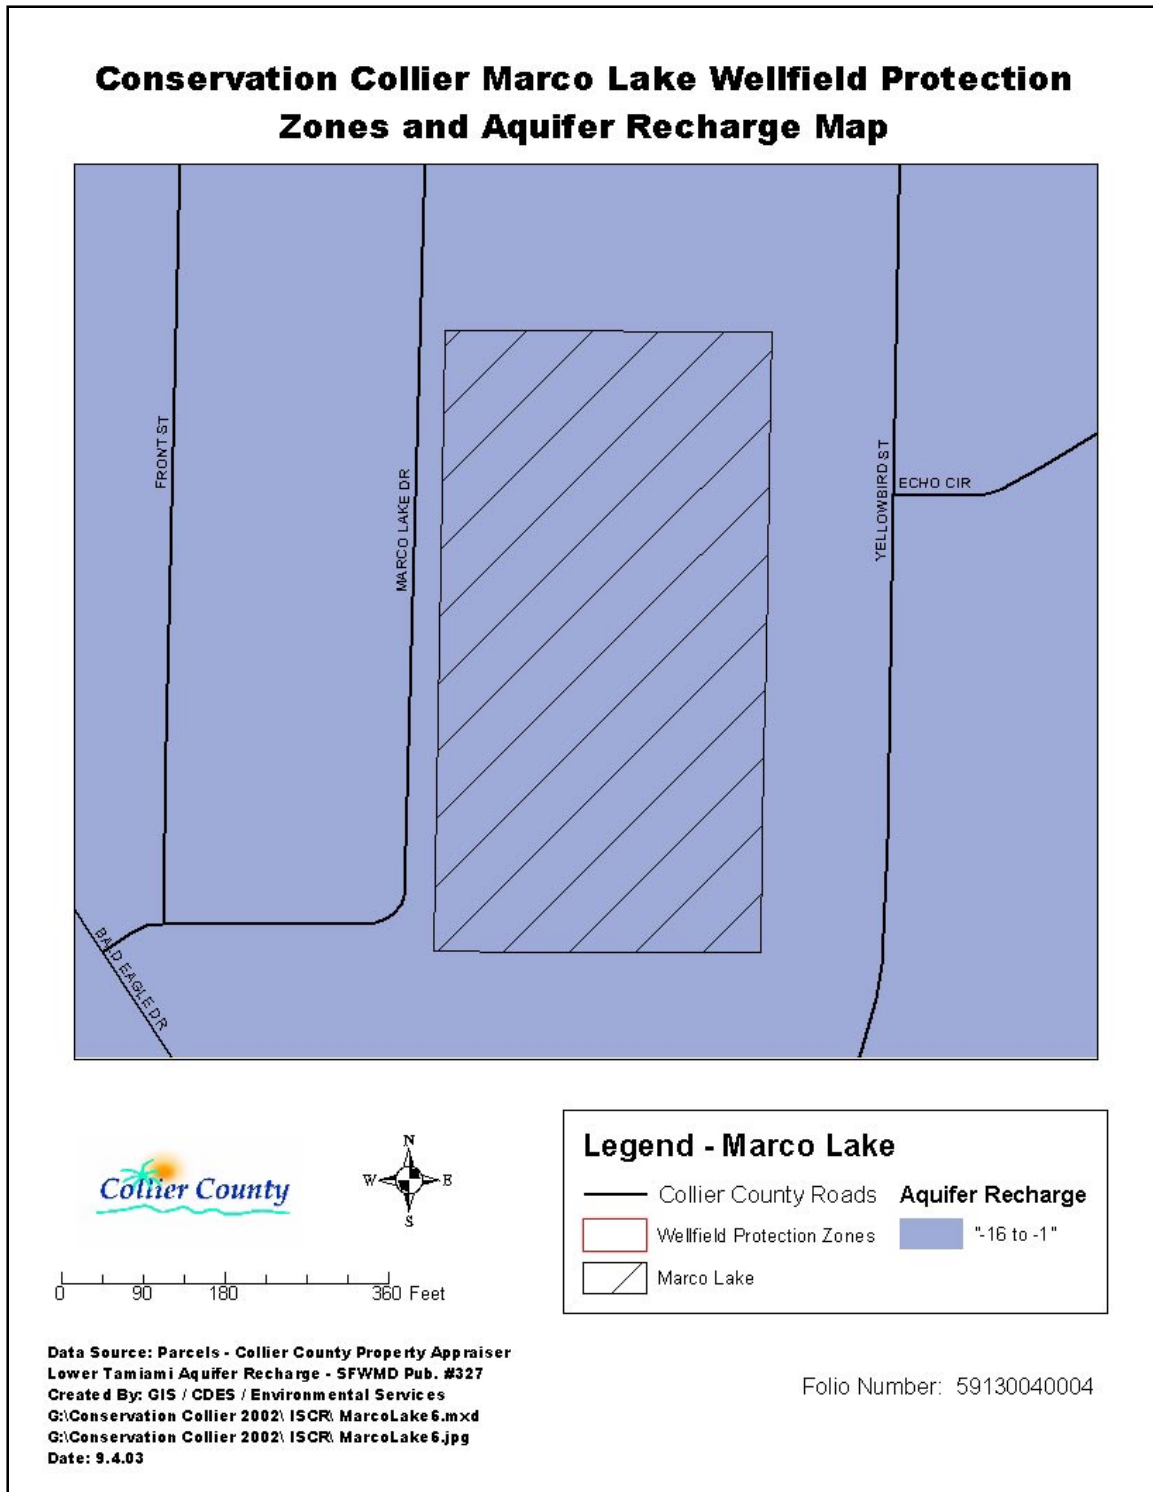 Conservation Collier Marco Lake Wellfield Protection
Zones and Aquifer Recharge Map
FRONT ST
MARCO LAKE DR
YELLOWBIRD ST
ECHO CIR
BALD EAGLE DR
Collier County
N
W E
S
0 90 180 360 Feet
Legend - Marco Lake
Collier County Roads Aquifer Recharge
Wellfield Protection Zones "-16 to -1"
Marco Lake
Data Source: Parcels - Collier County Property Appraiser
Lower Tamiami Aquifer Recharge - SFWMD Pub. #327
Created By: GIS / CDES / Environmental Services
G:\Conservation Collier 2002\ ISCR\ MarcoLake6.mxd
G:\Conservation Collier 2002\ ISCR\ MarcoLake6.jpg
Date: 9.4.03
Folio Number: 59130040004